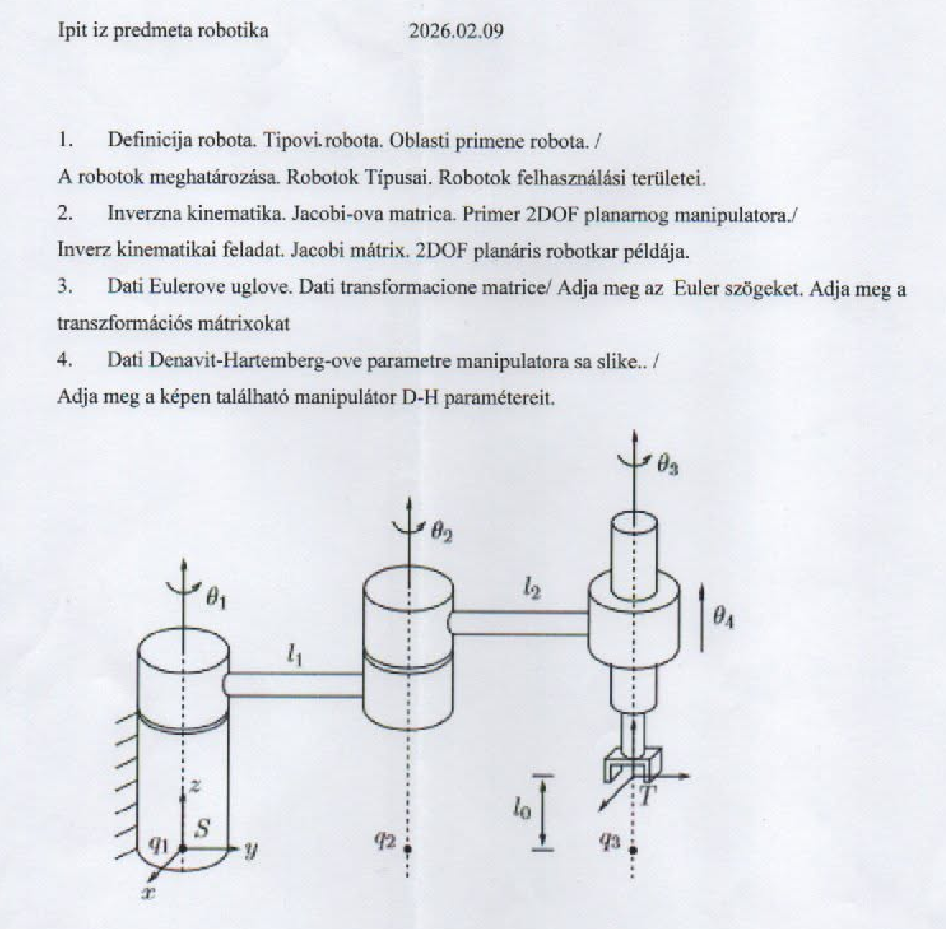 Ipit iz predmeta robotika 2026.02.09
1. Definicija robota. Tipovi robota. Oblasti primene robota. /
A robotok meghatározása. Robotok Típusai. Robotok felhasználási területei.
2. Inverzna kinematika. Jacobi-ova matrica. Primer 2DOF planarnog manipulatora./
Inverz kinematikai feladat. Jacobi mátrix. 2DOF planáris robotkar példája.
3. Dati Eulerove uglove. Dati transformacione matrice/ Adja meg az Euler szögeket. Adja meg a
transzformációs mátrixokat
4. Dati Denavit-Hartemberg-ove parametre manipulatora sa slike.. /
Adja meg a képen található manipulátor D-H paramétereit.
θ3
θ2
θ1
l2
θ4
l1
z
l0
T
q1
S
y
q2
q3
x